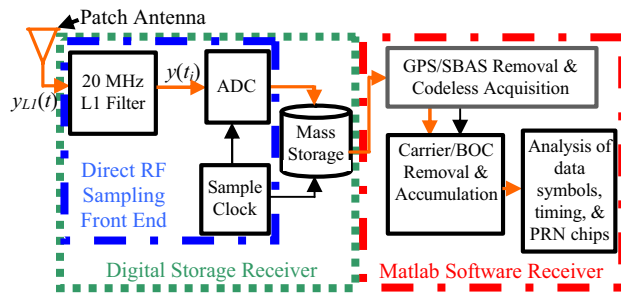 Patch Antenna
y_L1(t)
20 MHz
L1 Filter
y(t_i)
ADC
Mass
Storage
Sample
Clock
Direct RF
Sampling
Front End
Digital Storage Receiver
GPS/SBAS Removal &
Codeless Acquisition
Carrier/BOC
Removal &
Accumulation
Analysis of
data
symbols,
timing, &
PRN chips
Matlab Software Receiver